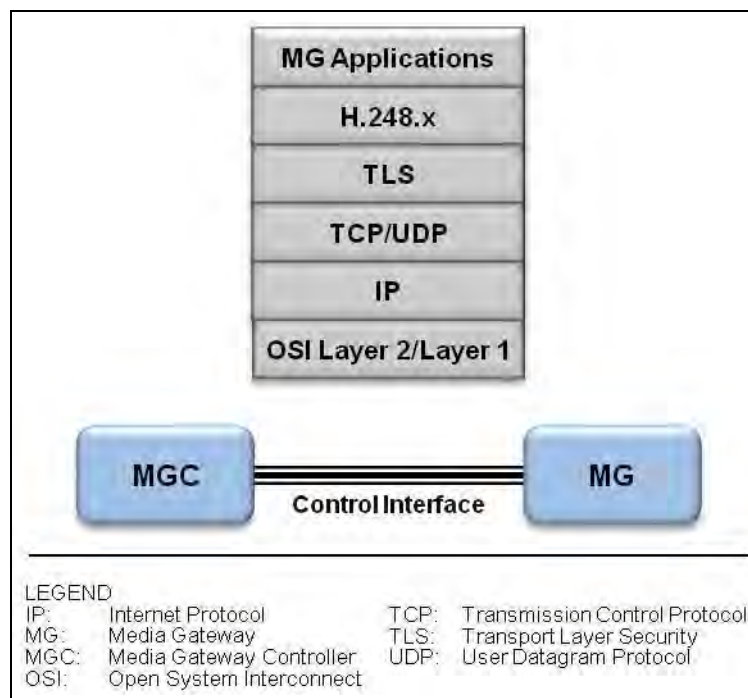 MG Applications
H.248.x
TLS
TCP/UDP
IP
OSI Layer 2/Layer 1
MGC
Control Interface
MG
LEGEND
IP: Internet Protocol
MG: Media Gateway
MGC: Media Gateway Controller
OSI: Open System Interconnect
TCP: Transmission Control Protocol
TLS: Transport Layer Security
UDP: User Datagram Protocol